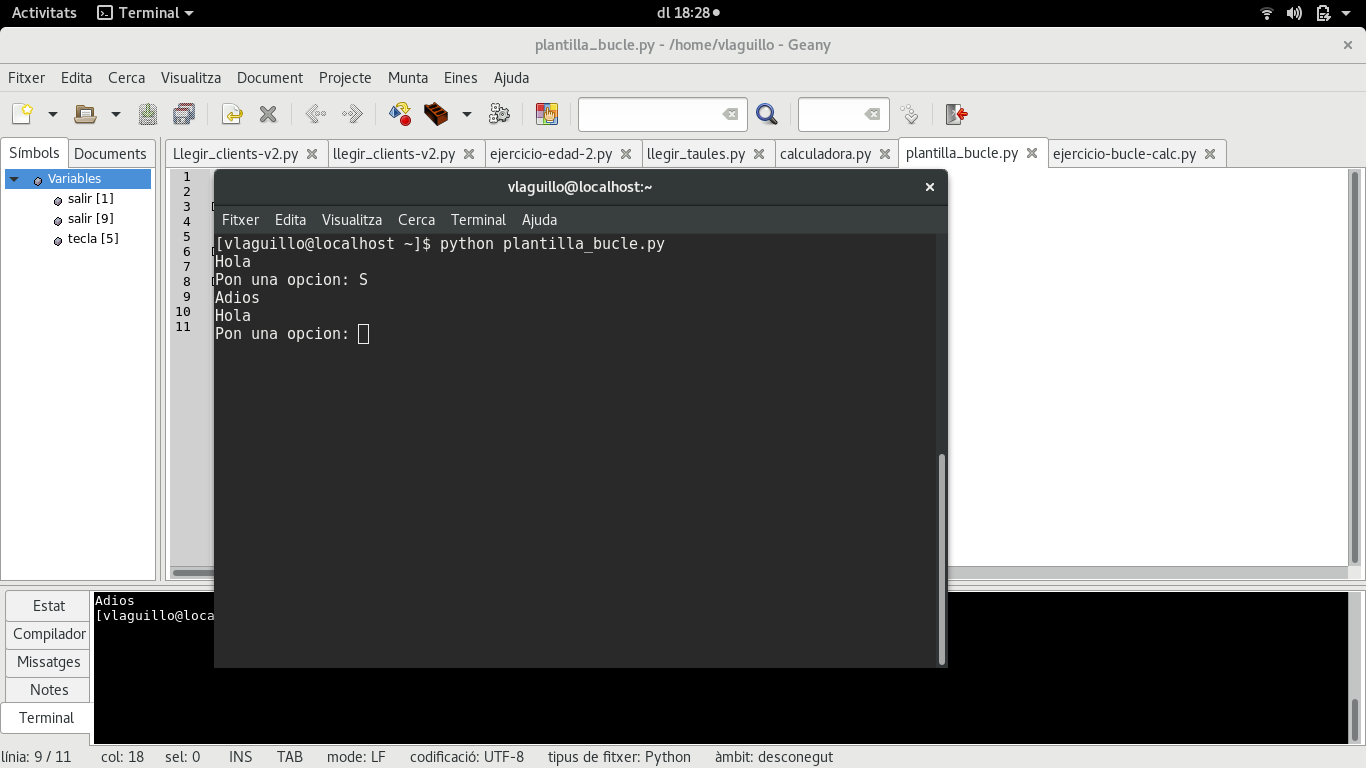 Activitats Terminal dl 18:28
plantilla_bucle.py - /home/vlaguillo - Geany
Fitxer Edita Cerca Visualitza Document Projecte Munta Eines Ajuda
Símbols Documents
Llegir_clients-v2.py llegir_clients-v2.py ejercicio-edad-2.py llegir_taules.py calculadora.py plantilla_bucle.py ejercicio-bucle-calc.py
Variables
salir [1]
salir [9]
tecla [5]
1
2
3
4
5
6
7
8
9
10
11
vlaguillo@localhost:~
Fitxer Edita Visualitza Cerca Terminal Ajuda
[vlaguillo@localhost ~]$ python plantilla_bucle.py
Hola
Pon una opcion: S
Adios
Hola
Pon una opcion:
Estat
Compilador
Missatges
Notes
Terminal
Adios
[vlaguillo@loca
línia: 9 / 11 col: 18 sel: 0 INS TAB mode: LF codificació: UTF-8 tipus de fitxer: Python àmbit: desconegut